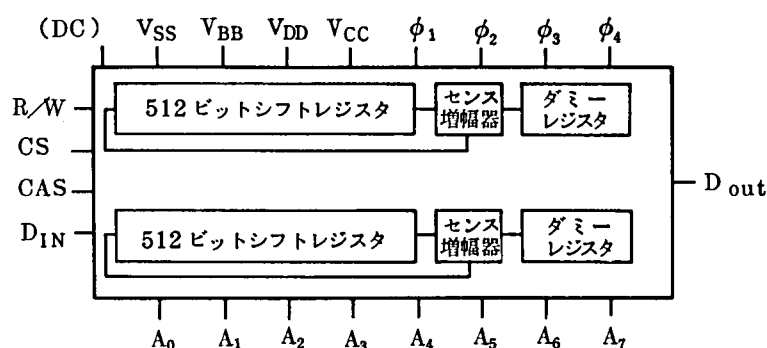 (DC) VSS VBB VDD VCC ϕ1 ϕ2 ϕ3 ϕ4
R/W
512 ビットシフトレジスタ
センス
増幅器
ダミー
レジスタ
CS
CAS
Dout
DIN
512 ビットシフトレジスタ
センス
増幅器
ダミー
レジスタ
A0 A1 A2 A3 A4 A5 A6 A7